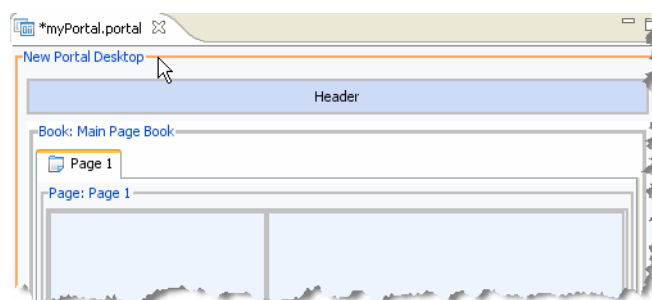 *myPortal.portal
New Portal Desktop
Header
Book: Main Page Book
Page 1
Page: Page 1